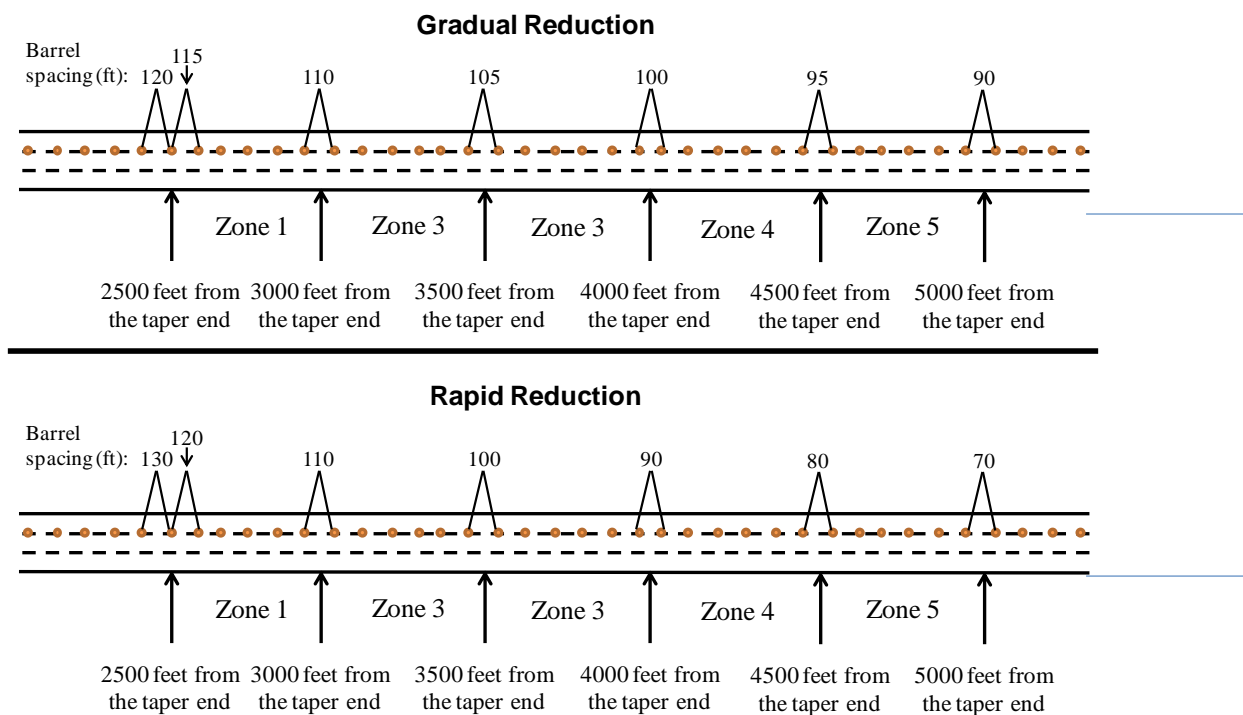 Gradual Reduction
Barrel
spacing (ft):
120
115
110
105
100
95
90
Zone 1
Zone 3
Zone 3
Zone 4
Zone 5
2500 feet from
the taper end
3000 feet from
the taper end
3500 feet from
the taper end
4000 feet from
the taper end
4500 feet from
the taper end
5000 feet from
the taper end
Rapid Reduction
Barrel
spacing (ft):
130
120
110
100
90
80
70
Zone 1
Zone 3
Zone 3
Zone 4
Zone 5
2500 feet from
the taper end
3000 feet from
the taper end
3500 feet from
the taper end
4000 feet from
the taper end
4500 feet from
the taper end
5000 feet from
the taper end